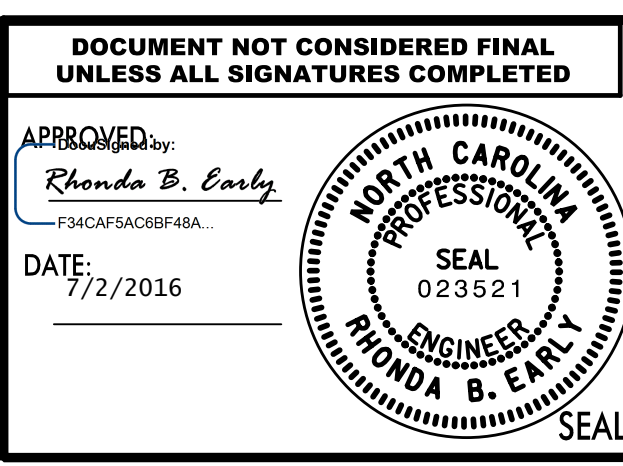 DOCUMENT NOT CONSIDERED FINAL
UNLESS ALL SIGNATURES COMPLETED
APPROVED:
DocuSigned by:
Rhonda B. Early
F34CAF5AC6BF48A...
DATE:
7/2/2016
NORTH CAROLINA
PROFESSIONAL
SEAL
023521
ENGINEER
RHONDA B. EARLY
SEAL